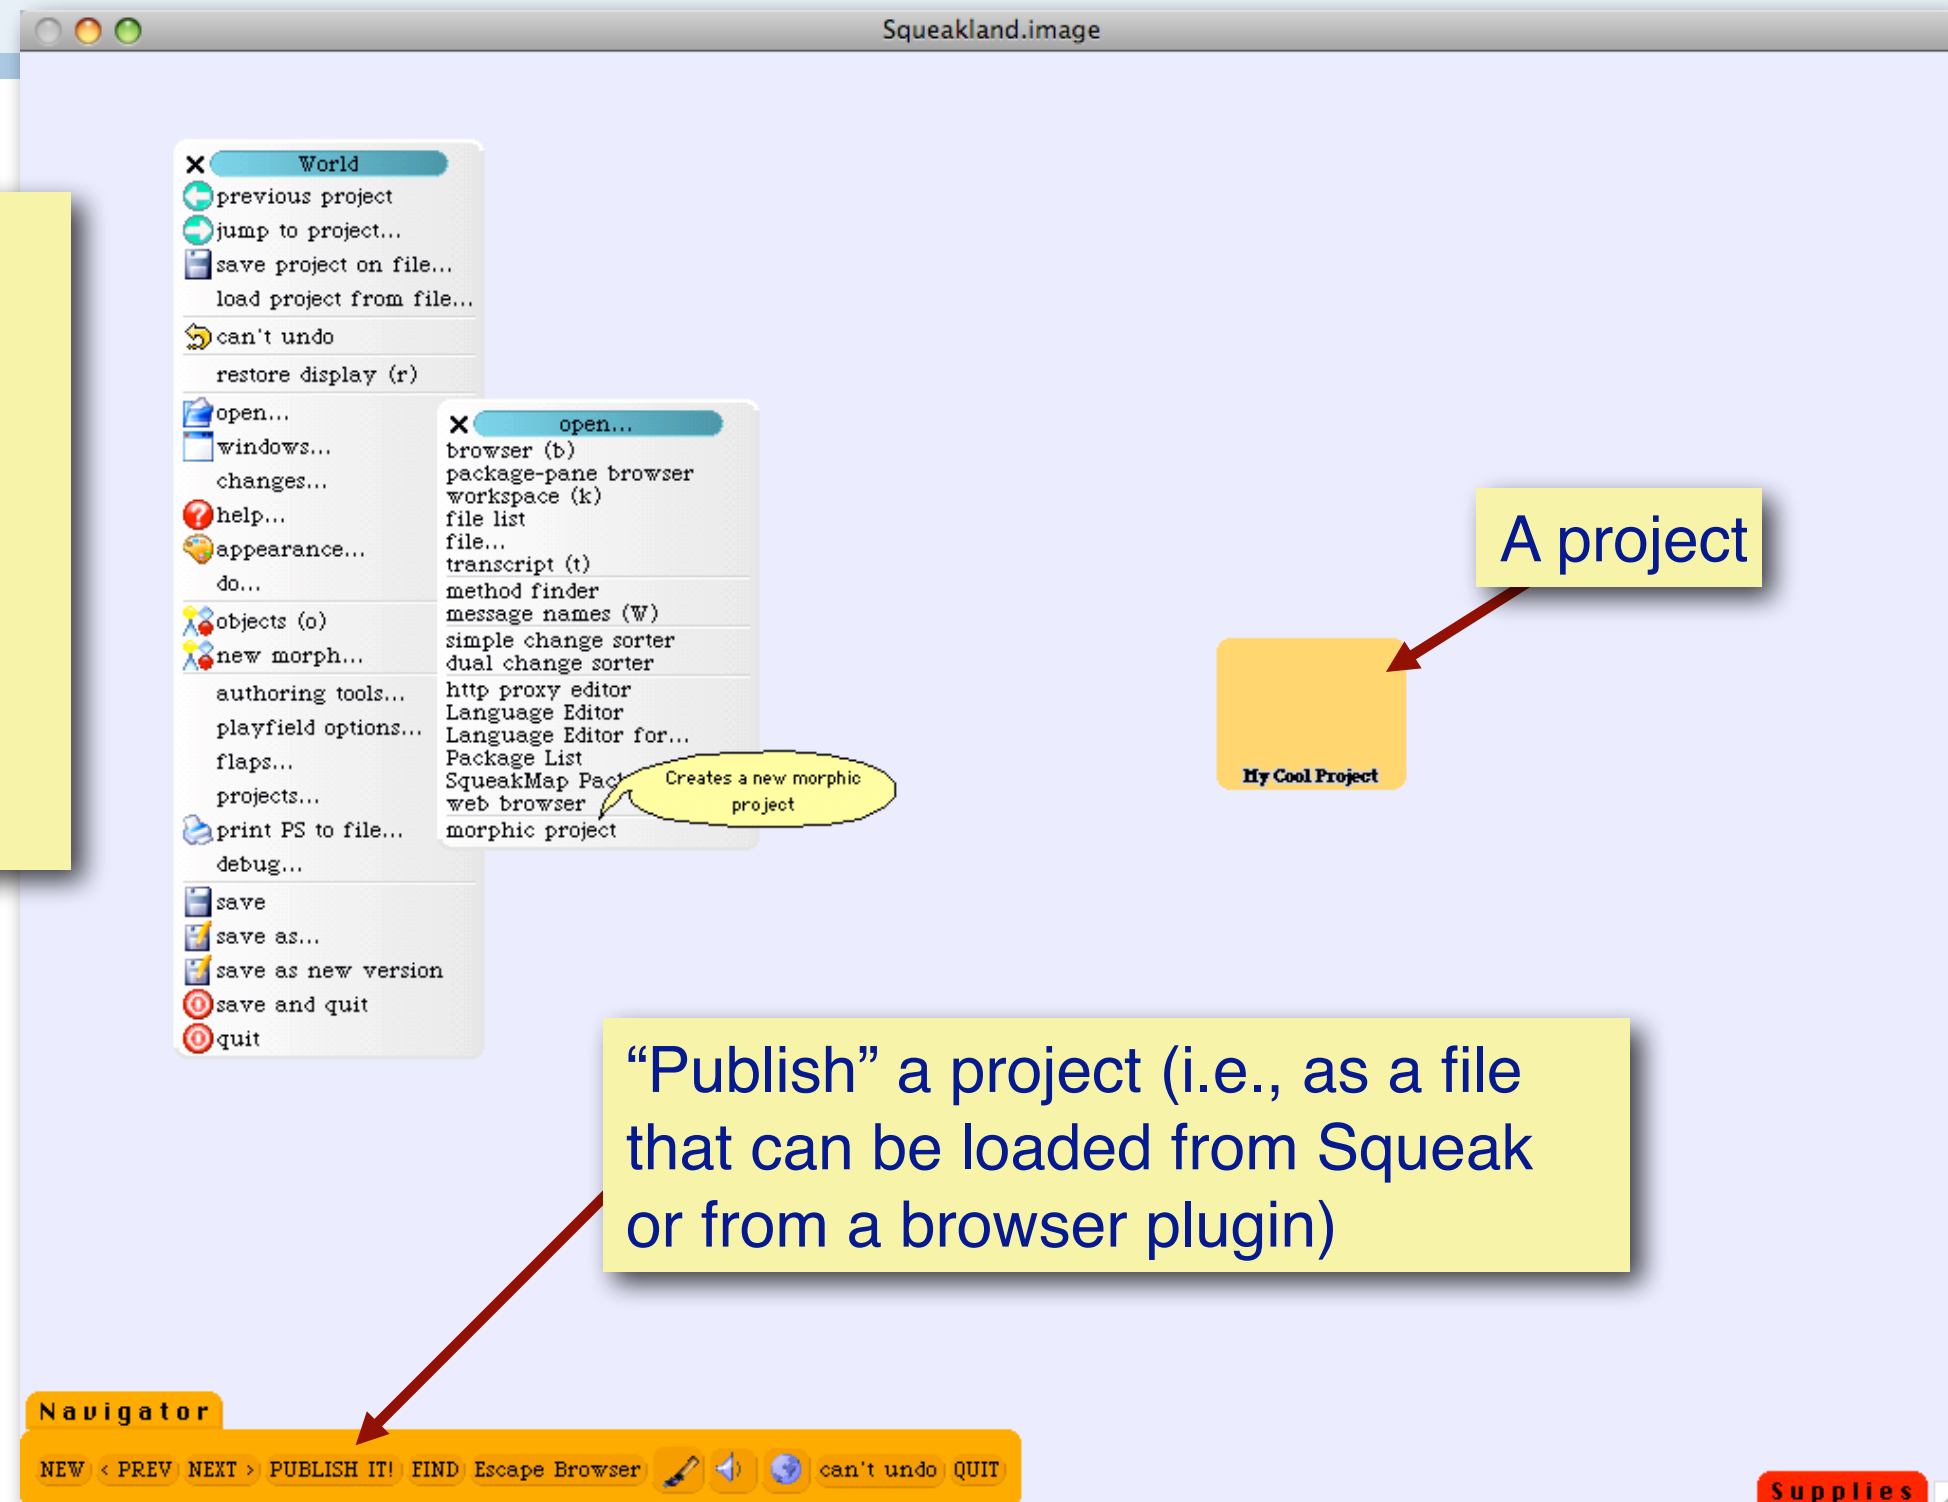 Squeakland.image
World
previous project
jump to project...
save project on file...
load project from file...
can't undo
restore display (r)
open...
windows...
changes...
help...
appearance...
do...
objects (o)
new morph...
authoring tools...
playfield options...
flaps...
projects...
print PS to file...
debug...
save
save as...
save as new version
save and quit
quit
open...
browser (b)
package-pane browser
workspace (k)
file list
file...
transcript (t)
method finder
message names (W)
simple change sorter
dual change sorter
http proxy editor
Language Editor
Language Editor for...
Package List
SqueakMap
web browser
morphic project
Creates a new morphic
project
A project
My Cool Project
“Publish” a project (i.e., as a file
that can be loaded from Squeak
or from a browser plugin)
Navigator
NEW < PREV NEXT > PUBLISH IT! FIND Escape Browser can't undo QUIT
Supplies